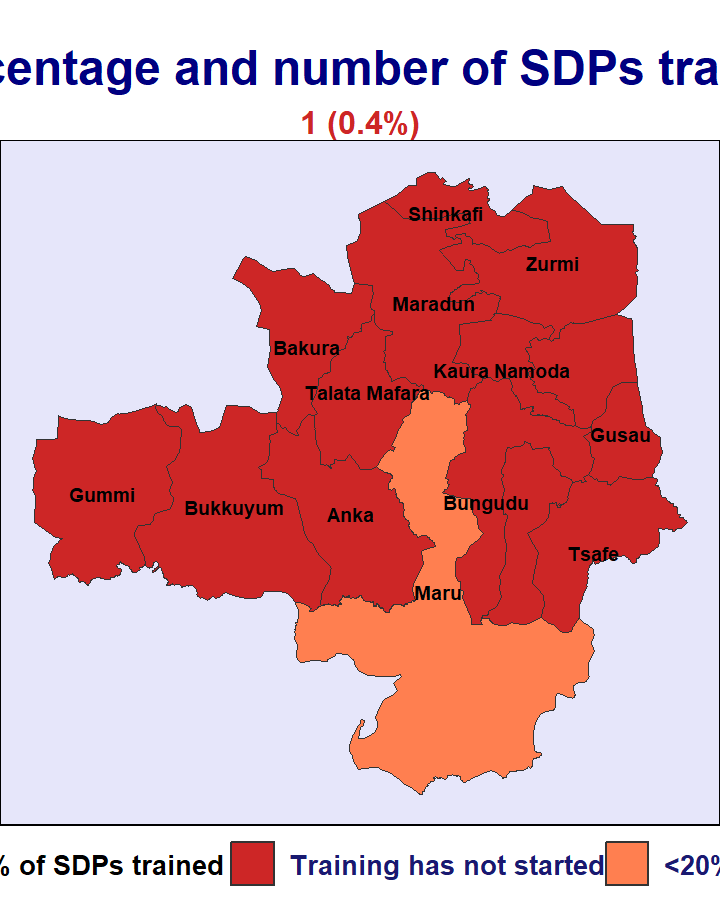 centage and number of SDPs tra
1 (0.4%)
Shinkafi
Zurmi
Maradun
Bakura
Kaura Namoda
Talata Mafara
Gusau
Gummi
Bukkuyum
Anka
Bungudu
Tsafe
Maru
% of SDPs trained Training has not started <20%